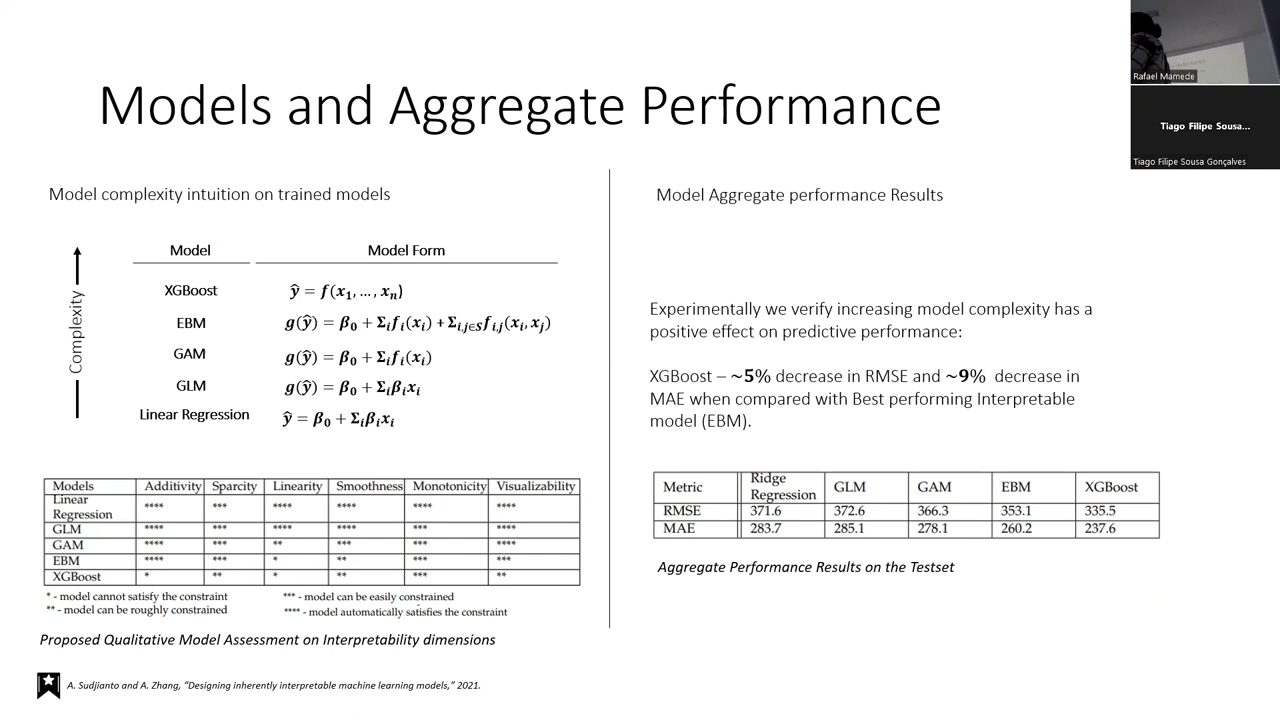 Models and Aggregate Performance
Rafael Mamede
Tiago Filipe Sousa...
Tiago Filipe Sousa Gonçalves
Model complexity intuition on trained models
Complexity
Model Model Form
XGBoost ŷ = f(x₁, ..., xₙ)
EBM g(ŷ) = β₀ + Σᵢfᵢ(xᵢ) + Σᵢ,ⱼ∈S fᵢ,ⱼ(xᵢ, xⱼ)
GAM g(ŷ) = β₀ + Σᵢfᵢ(xᵢ)
GLM g(ŷ) = β₀ + Σᵢβᵢxᵢ
Linear Regression ŷ = β₀ + Σᵢβᵢxᵢ
Models Additivity Sparcity Linearity Smoothness Monotonicity Visualizability
Linear Regression **** *** **** **** *** ****
GLM **** *** **** **** *** ****
GAM **** *** ** *** *** ****
EBM **** *** * ** *** ***
XGBoost * ** * ** *** **
* - model cannot satisfy the constraint *** - model can be easily constrained
** - model can be roughly constrained **** - model automatically satisfies the constraint
Proposed Qualitative Model Assessment on Interpretability dimensions
A. Sudjianto and A. Zhang, “Designing inherently interpretable machine learning models,” 2021.
Model Aggregate performance Results
Experimentally we verify increasing model complexity has a
positive effect on predictive performance:
XGBoost – ~5% decrease in RMSE and ~9% decrease in
MAE when compared with Best performing Interpretable
model (EBM).
Metric Ridge Regression GLM GAM EBM XGBoost
RMSE 371.6 372.6 366.3 353.1 335.5
MAE 283.7 285.1 278.1 260.2 237.6
Aggregate Performance Results on the Testset